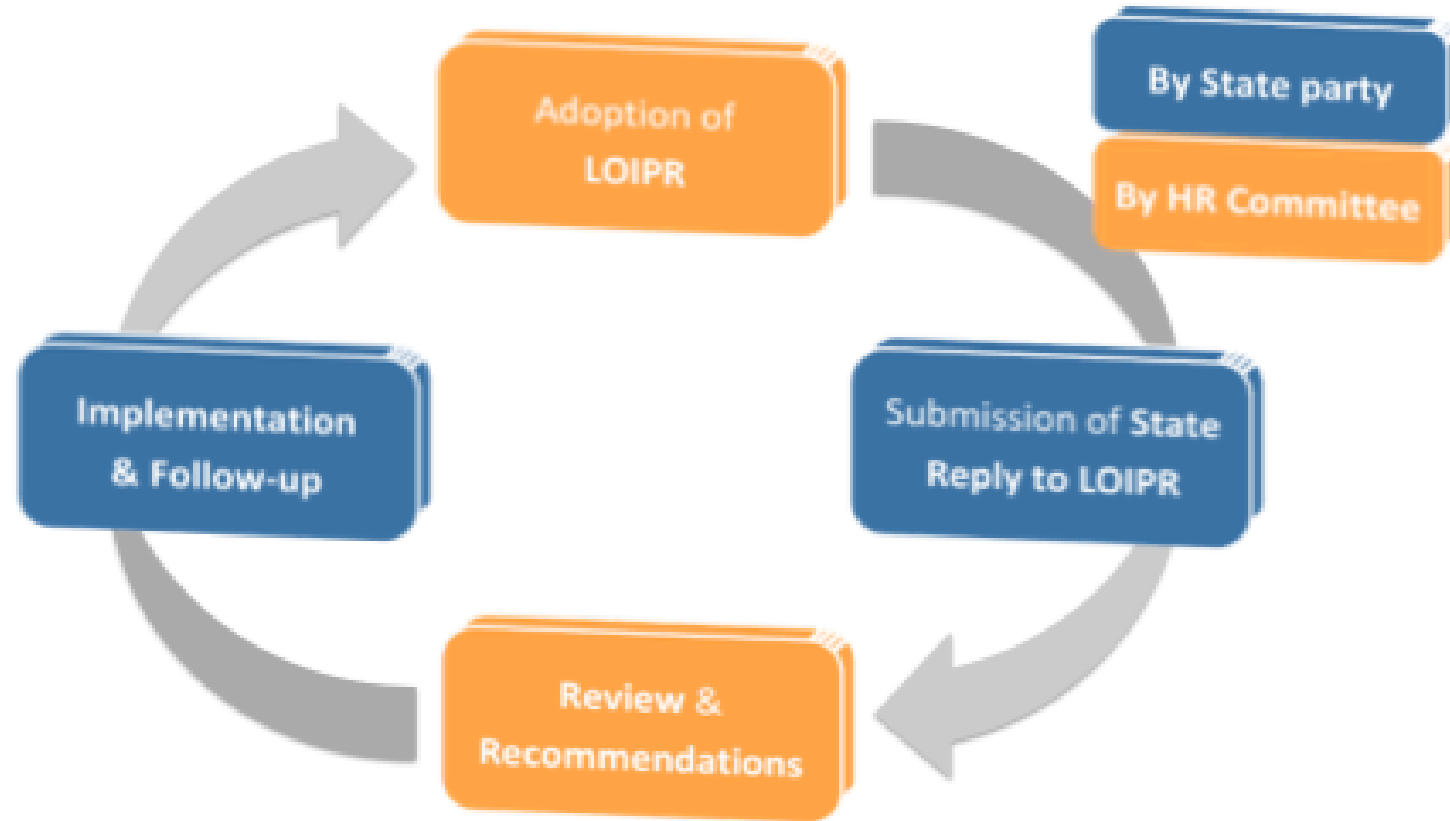 Adoption of
LOIPR
By State party
By HR Committee
Submission of State
Reply to LOIPR
Review &
Recommendations
Implementation
& Follow-up